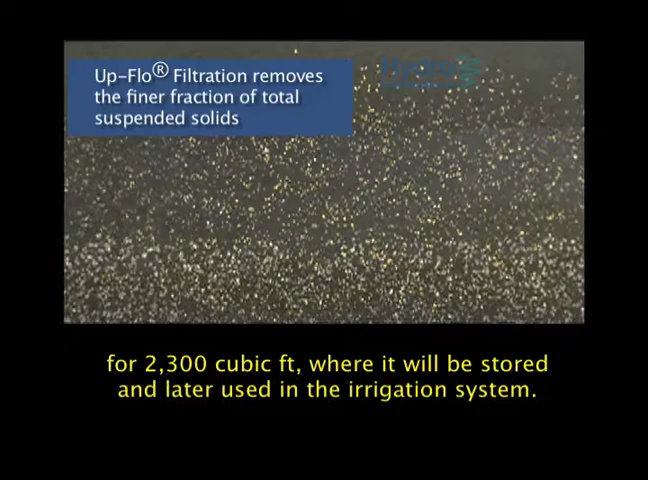 Up-Flo® Filtration removes
the finer fraction of total
suspended solids
Hydro
for 2,300 cubic ft, where it will be stored
and later used in the irrigation system.